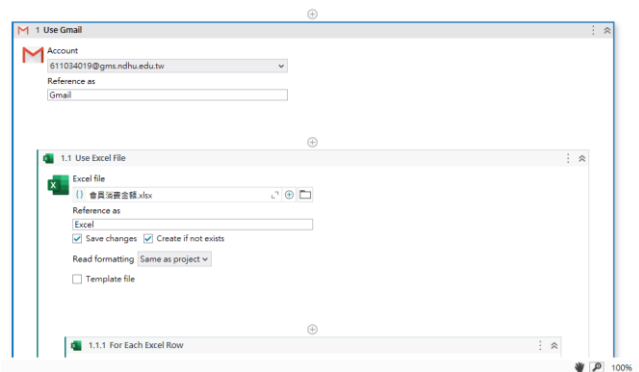 1 Use Gmail
Account
611034019@gms.ndhu.edu.tw
Reference as
Gmail
1.1 Use Excel File
Excel file
會員消費金額.xlsx
Reference as
Excel
Save changes Create if not exists
Read formatting Same as project
Template file
1.1.1 For Each Excel Row
100%